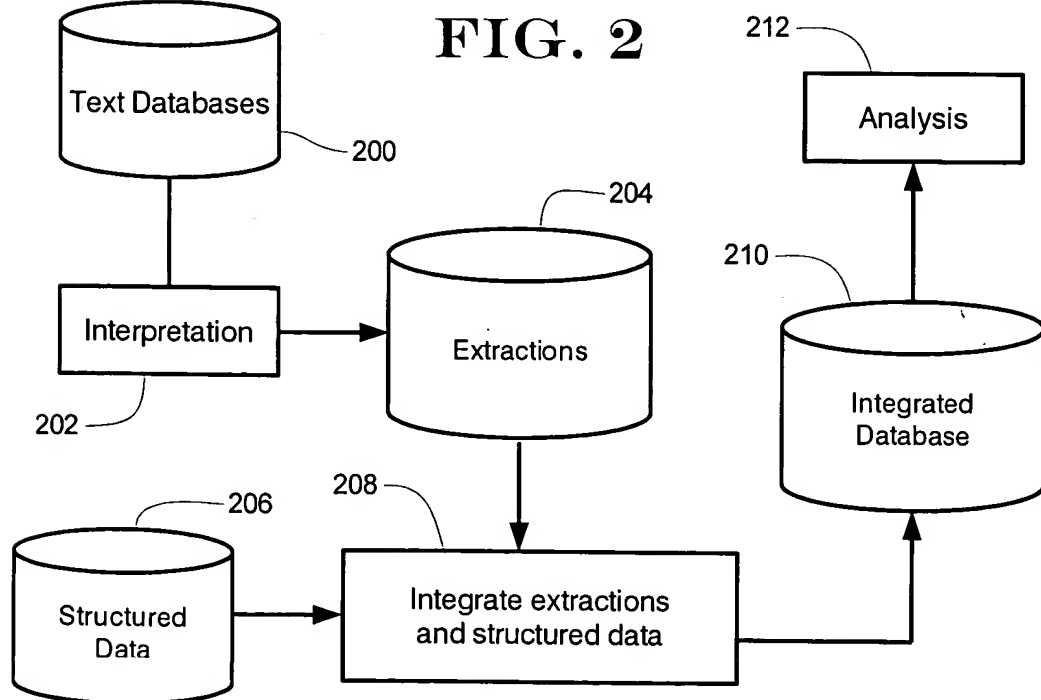 FIG. 2
Text Databases
200
Interpretation
202
204
Extractions
206
Structured
Data
208
Integrate extractions
and structured data
210
Integrated
Database
212
Analysis